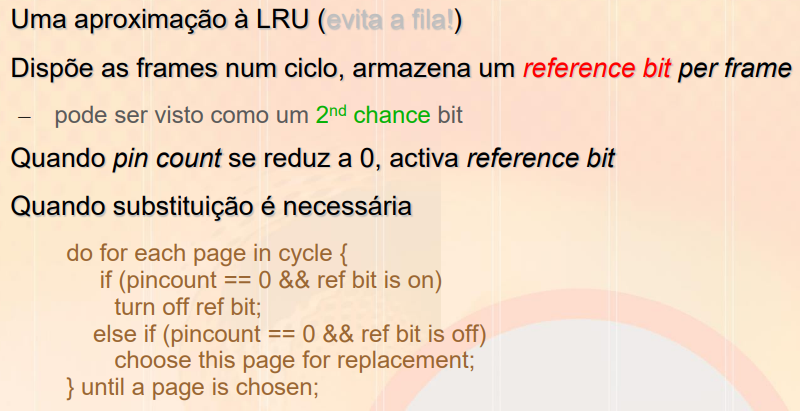 Uma aproximação à LRU (evita a fila!)
Dispõe as frames num ciclo, armazena um reference bit per frame
– pode ser visto como um 2nd chance bit
Quando pin count se reduz a 0, activa reference bit
Quando substituição é necessária
do for each page in cycle {
if (pincount == 0 && ref bit is on)
turn off ref bit;
else if (pincount == 0 && ref bit is off)
choose this page for replacement;
} until a page is chosen;